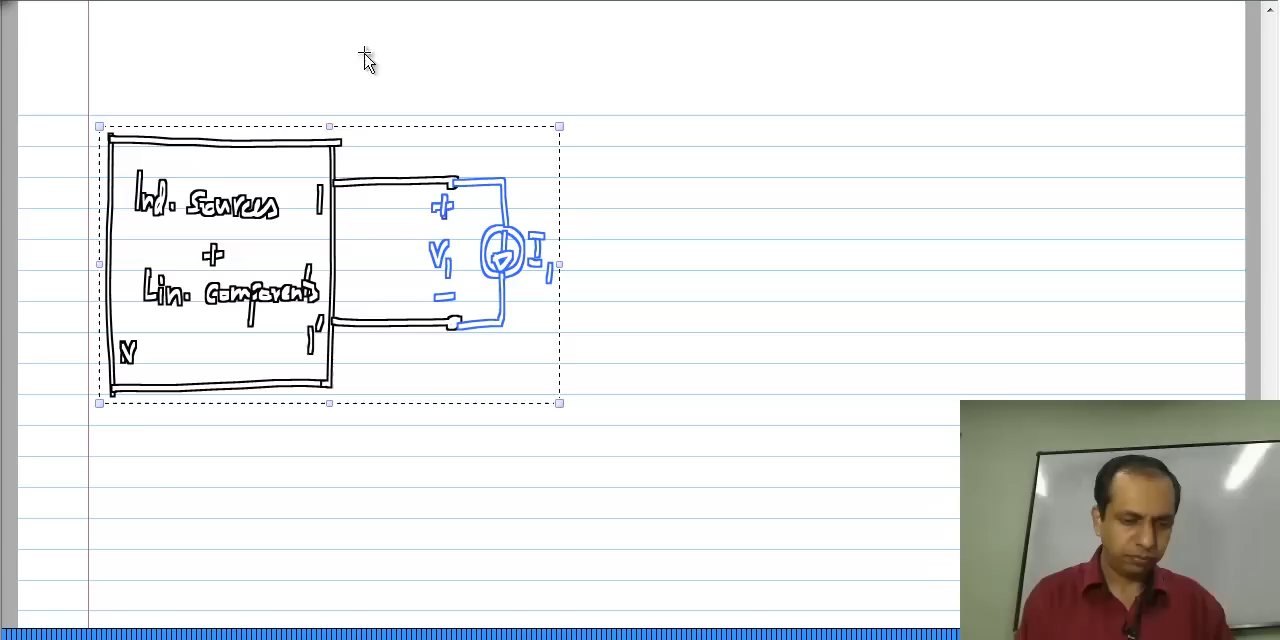 Ind. Sources 1
+
+
V1 I1
Lin. components
-
1'
N